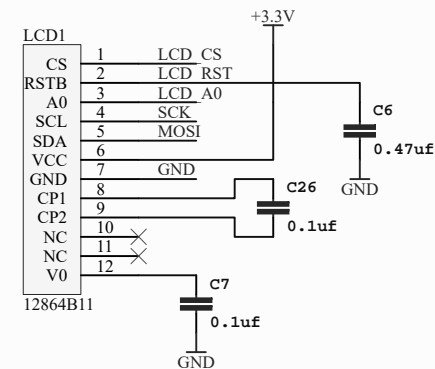 +3.3V
LCD1
CS 1 LCD_CS
RSTB 2 LCD_RST
A0 3 LCD_A0
SCL 4 SCK
SDA 5 MOSI
VCC 6
GND 7 GND
CP1 8
CP2 9
NC 10
NC 11
V0 12
12864B11
C6
0.47uf
GND
C26
0.1uf
C7
0.1uf
GND